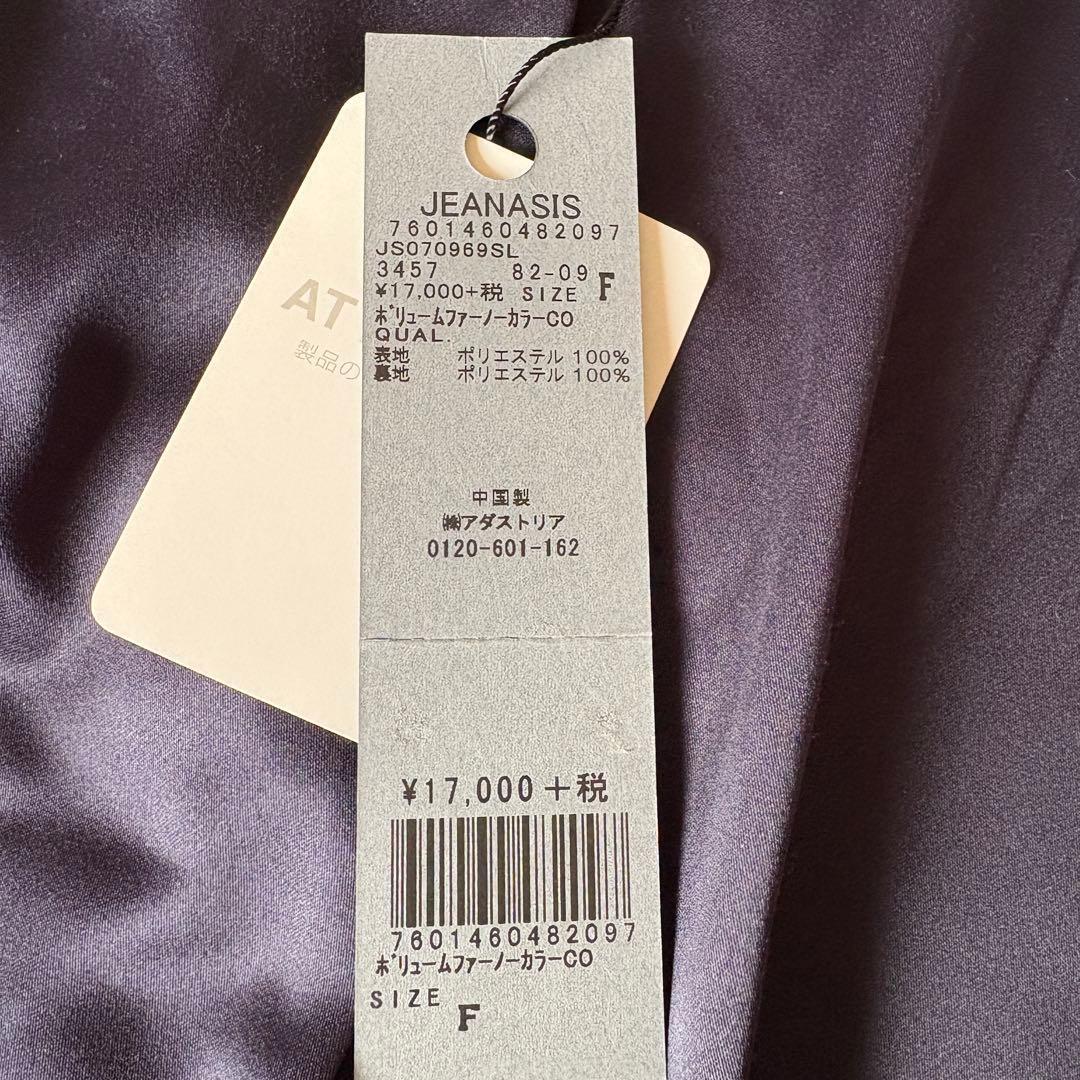 JEANASIS
7601460482097
JS070969SL
3457 82-09
¥17,000+税 SIZE F
ボリュームファーノーカラーCO
QUAL.
表地 ポリエステル 100%
裏地 ポリエステル 100%
中国製
㈱アダストリア
0120-601-162
¥17,000+税
7601460482097
ボリュームファーノーカラーCO
SIZE F
AT
製品の